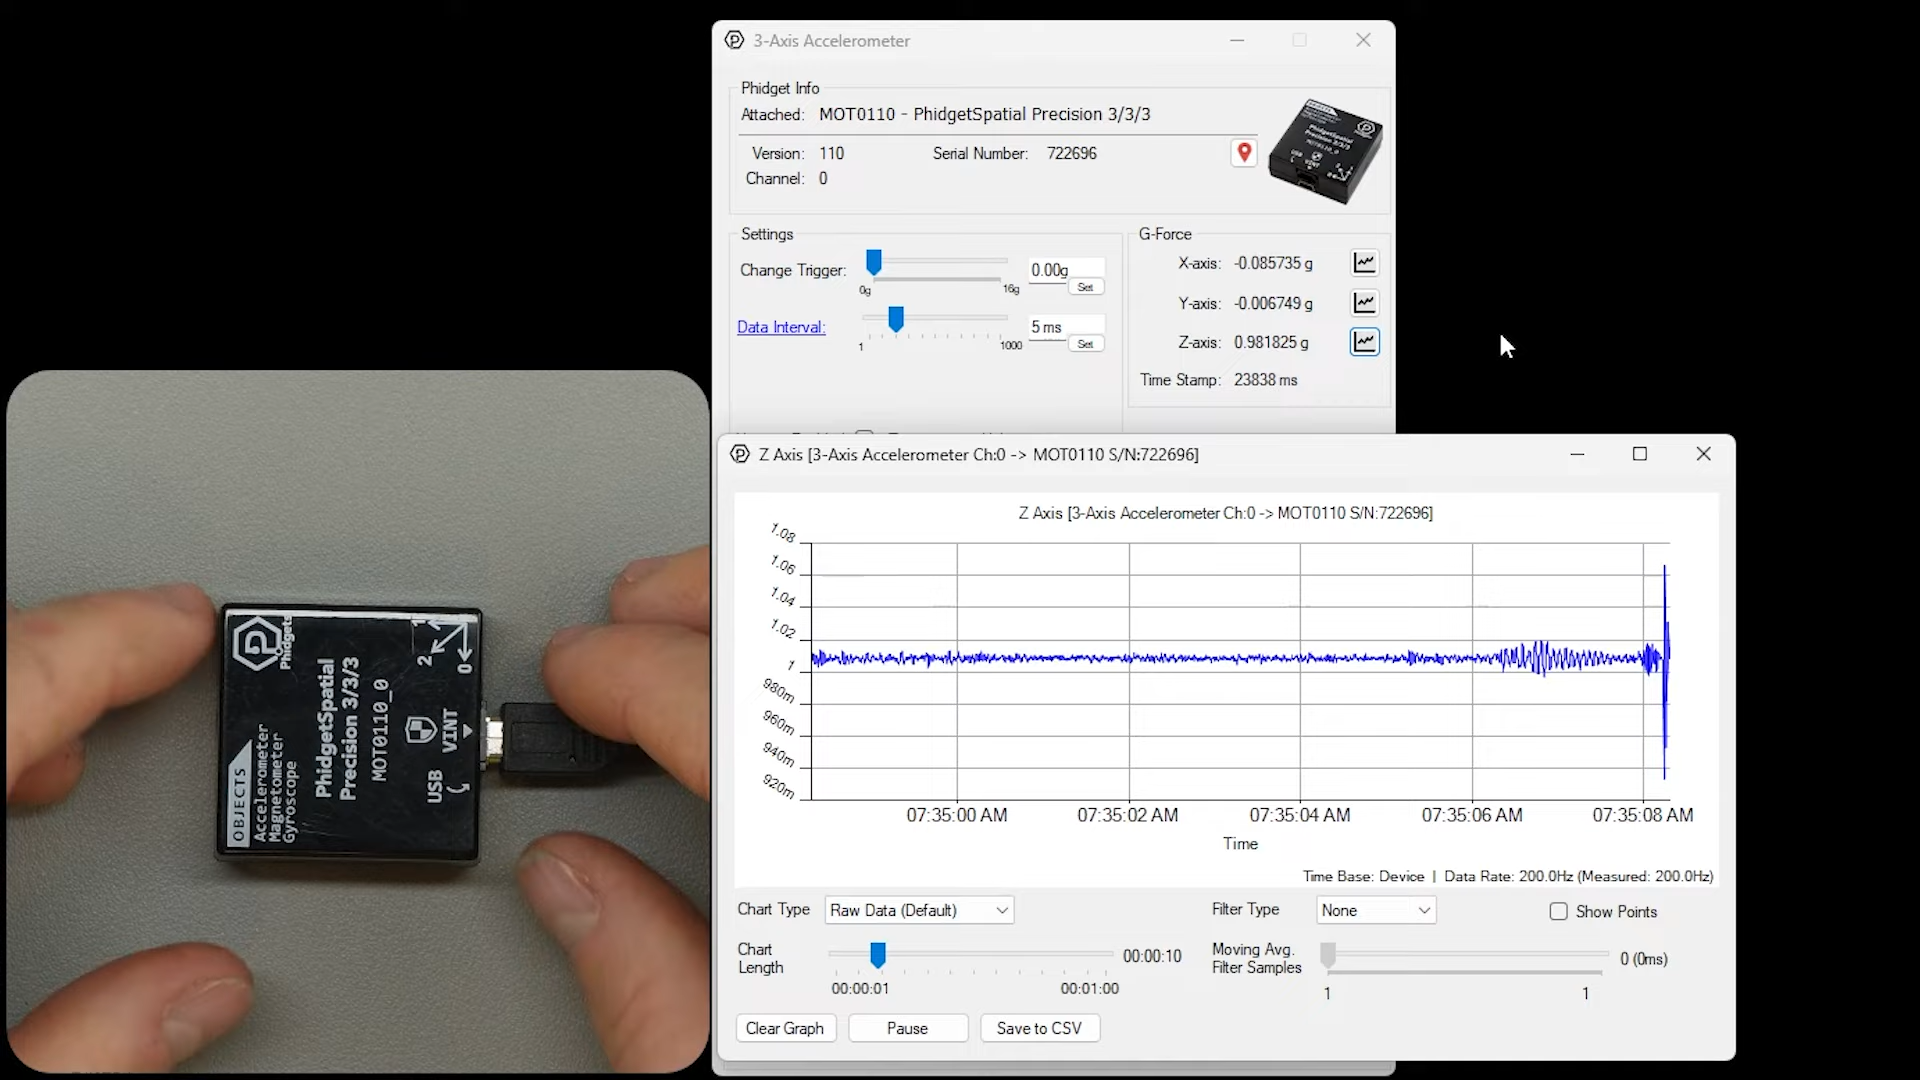 3-Axis Accelerometer
Phidget Info
Attached: MOT0110 - PhidgetSpatial Precision 3/3/3
Version: 110 Serial Number: 722696
Channel: 0
Settings
Change Trigger: 0.00g
0g 16g Set
Data Interval: 5 ms
1 1000 Set
G-Force
X-axis: -0.085735 g
Y-axis: -0.006749 g
Z-axis: 0.981825 g
Time Stamp: 23838 ms
Z Axis [3-Axis Accelerometer Ch:0 -> MOT0110 S/N:722696]
Z Axis [3-Axis Accelerometer Ch:0 -> MOT0110 S/N:722696]
1.08
1.06
1.04
1.02
1
980m
960m
940m
920m
07:35:00 AM 07:35:02 AM 07:35:04 AM 07:35:06 AM 07:35:08 AM
Time
Time Base: Device | Data Rate: 200.0Hz (Measured: 200.0Hz)
Chart Type Raw Data (Default)
Filter Type None
Show Points
Chart Length 00:00:10
00:00:01 00:01:00
Moving Avg. Filter Samples 0 (0ms)
1 1
Clear Graph Pause Save to CSV
Phidgets
OBJECTS
Accelerometer
Magnetometer
Gyroscope
PhidgetSpatial
Precision 3/3/3
MOT0110_0
USB VINT
2 1 0